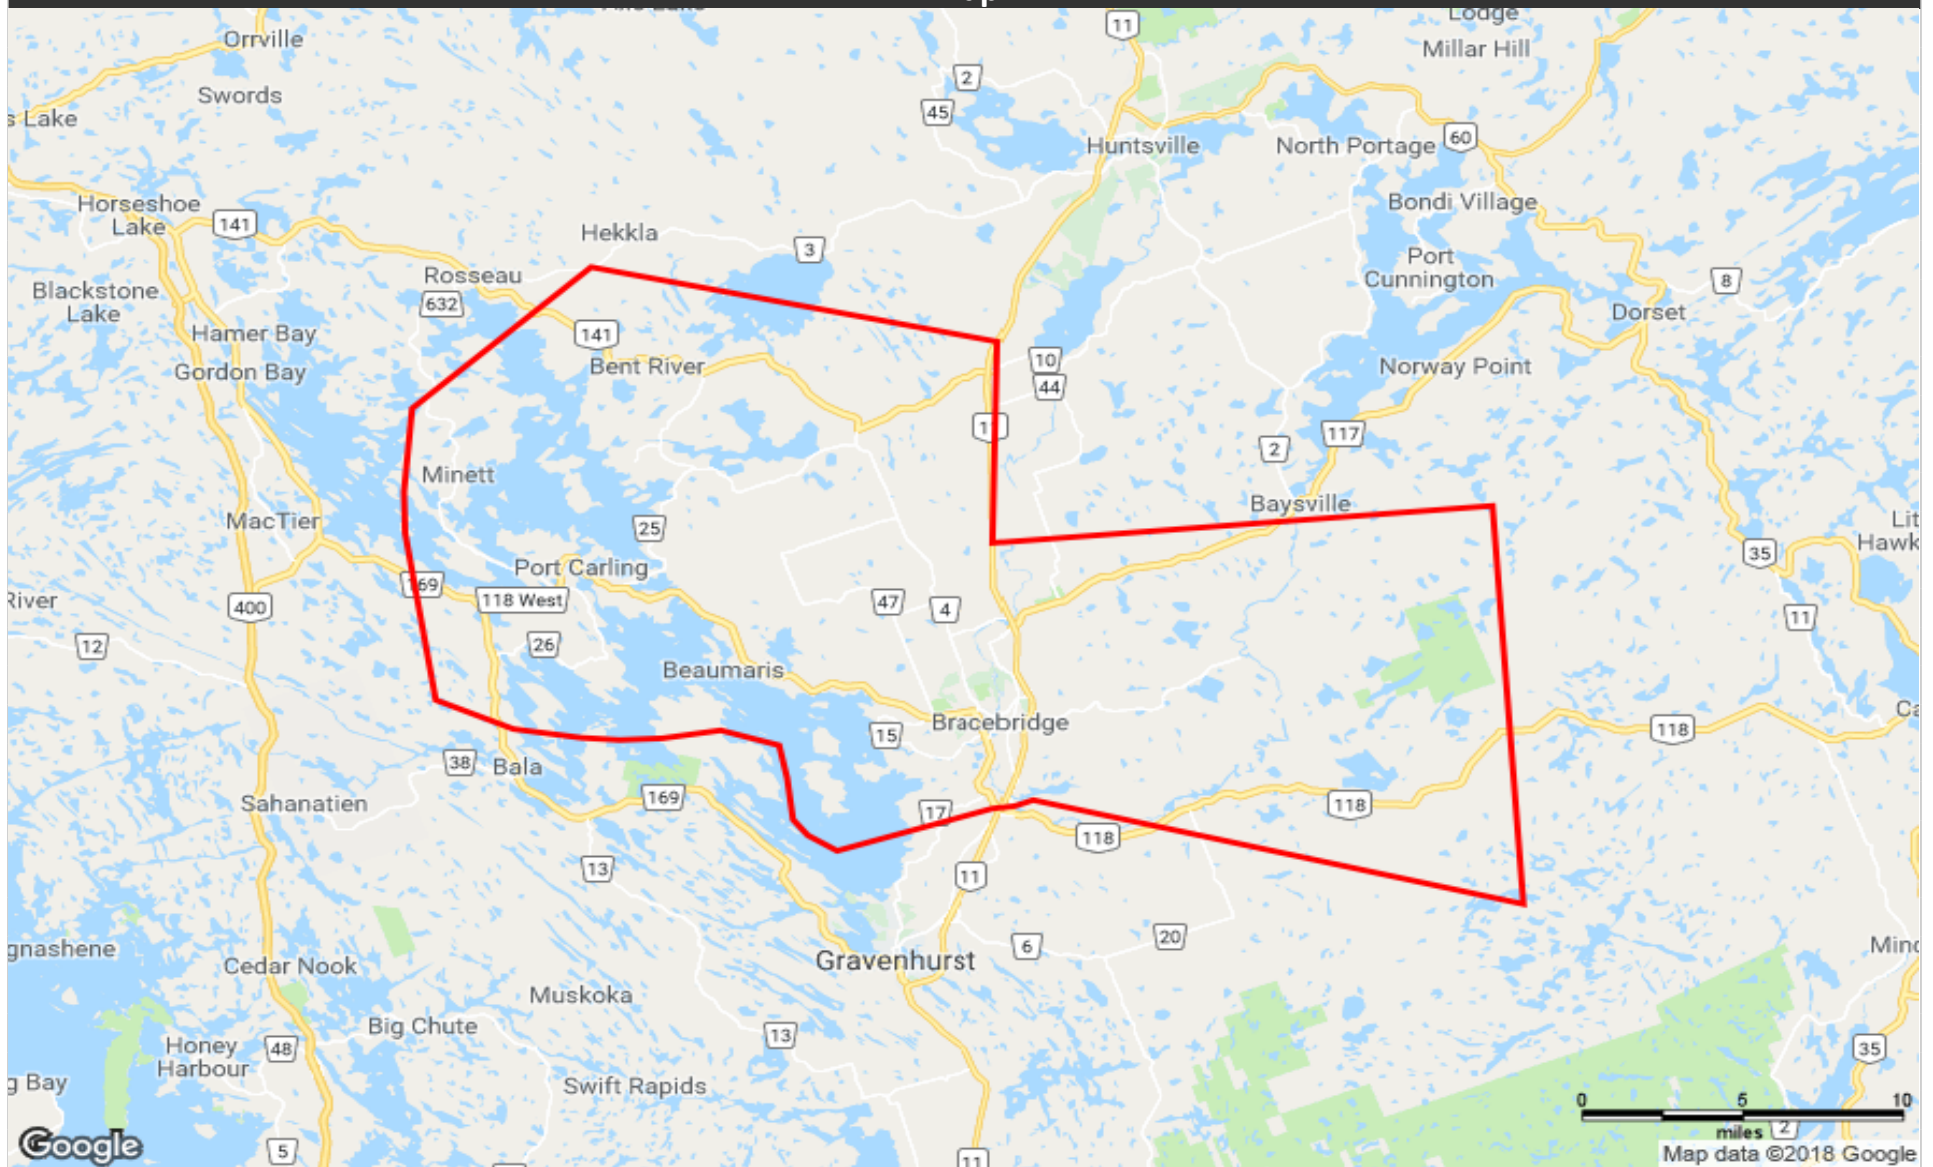 11
Lodge
Orrville
Millar Hill
2
Swords
45
s Lake
60
Huntsville
North Portage
Horseshoe
Lake
Bondi Village
141
Hekkla
3
Port
Cunnington
Rosseau
8
Blackstone
Lake
632
Dorset
Hamer Bay
141
10
Gordon Bay
Bent River
44
Norway Point
117
2
Minett
Baysville
MacTier
25
Lit
Hawk
35
Port Carling
169
River
400
118 West
47
4
11
12
26
Beaumaris
Ca
Bracebridge
15
118
38
Bala
169
Sahanatien
17
118
118
13
11
20
6
gnashene
Gravenhurst
Minc
Cedar Nook
Muskoka
Big Chute
13
Honey
Harbour
48
35
g Bay
Swift Rapids
0 5 10
miles
2
Google
5
11
Map data ©2018 Google